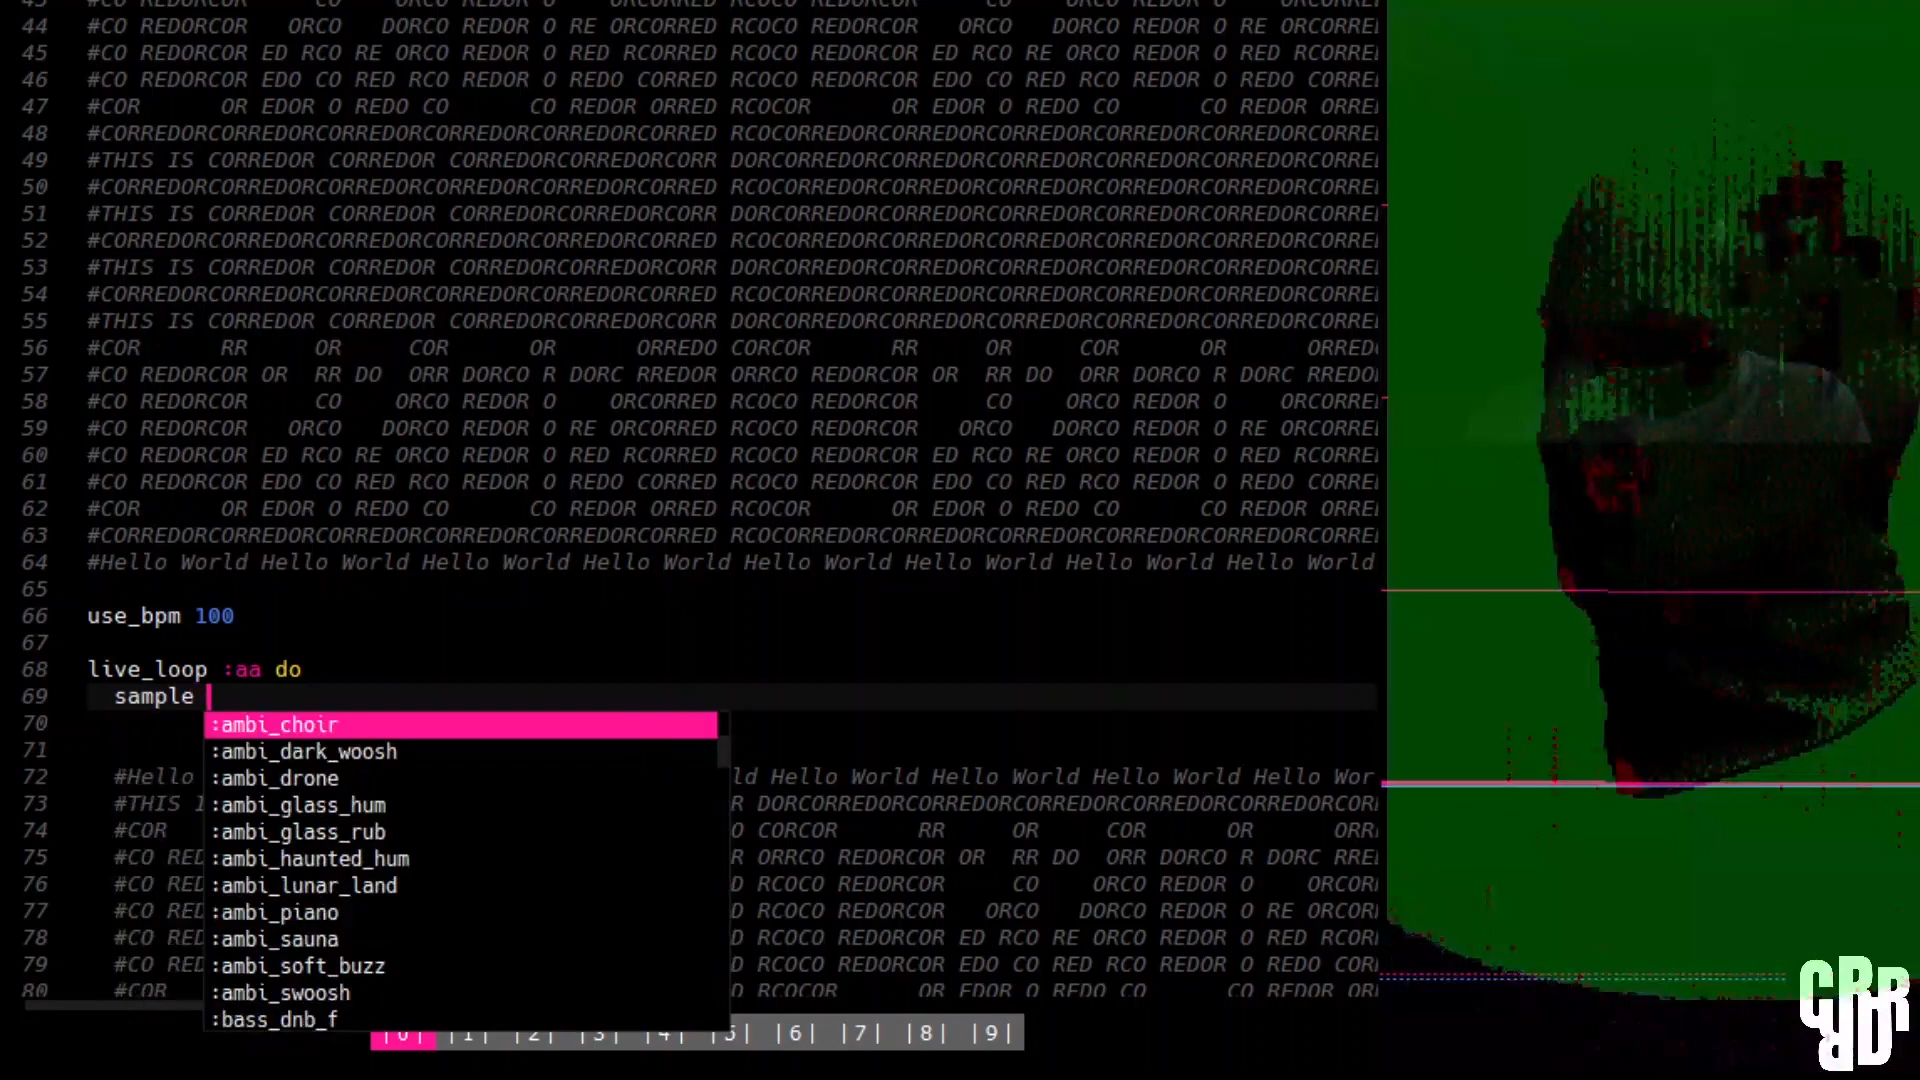 44 #CO REDORCOR   ORCO   DORCO REDOR O RE ORCORRED RCOCO REDORCOR   ORCO   DORCO REDOR O RE ORCORREI
45 #CO REDORCOR ED RCO RE ORCO REDOR O RED RCORRED RCOCO REDORCOR ED RCO RE ORCO REDOR O RED RCORREI
46 #CO REDORCOR EDO CO RED RCO REDOR O REDO CORRED RCOCO REDORCOR EDO CO RED RCO REDOR O REDO CORREI
47 #COR      OR EDOR O REDO CO      CO REDOR ORRED RCOCOR      OR EDOR O REDO CO      CO REDOR ORREI
48 #CORREDORCORREDORCORREDORCORREDORCORREDORCORRED RCOCORREDORCORREDORCORREDORCORREDORCORREDORCORREI
49 #THIS IS CORREDOR CORREDOR CORREDORCORREDORCORR DORCORREDORCORREDORCORREDORCORREDORCORREDORCORREI
50 #CORREDORCORREDORCORREDORCORREDORCORREDORCORRED RCOCORREDORCORREDORCORREDORCORREDORCORREDORCORREI
51 #THIS IS CORREDOR CORREDOR CORREDORCORREDORCORR DORCORREDORCORREDORCORREDORCORREDORCORREDORCORREI
52 #CORREDORCORREDORCORREDORCORREDORCORREDORCORRED RCOCORREDORCORREDORCORREDORCORREDORCORREDORCORREI
53 #THIS IS CORREDOR CORREDOR CORREDORCORREDORCORR DORCORREDORCORREDORCORREDORCORREDORCORREDORCORREI
54 #CORREDORCORREDORCORREDORCORREDORCORREDORCORRED RCOCORREDORCORREDORCORREDORCORREDORCORREDORCORREI
55 #THIS IS CORREDOR CORREDOR CORREDORCORREDORCORR DORCORREDORCORREDORCORREDORCORREDORCORREDORCORREI
56 #COR      RR     OR     COR      OR      ORREDO CORCOR      RR     OR     COR      OR      ORRED
57 #CO REDORCOR OR  RR DO  ORR DORCO R DORC RREDOR ORRCO REDORCOR OR  RR DO  ORR DORCO R DORC RREDO
58 #CO REDORCOR     CO    ORCO REDOR O    ORCORRED RCOCO REDORCOR     CO    ORCO REDOR O    ORCORREI
59 #CO REDORCOR   ORCO   DORCO REDOR O RE ORCORRED RCOCO REDORCOR   ORCO   DORCO REDOR O RE ORCORREI
60 #CO REDORCOR ED RCO RE ORCO REDOR O RED RCORRED RCOCO REDORCOR ED RCO RE ORCO REDOR O RED RCORREI
61 #CO REDORCOR EDO CO RED RCO REDOR O REDO CORRED RCOCO REDORCOR EDO CO RED RCO REDOR O REDO CORREI
62 #COR      OR EDOR O REDO CO      CO REDOR ORRED RCOCOR      OR EDOR O REDO CO      CO REDOR ORREI
63 #CORREDORCORREDORCORREDORCORREDORCORREDORCORRED RCOCORREDORCORREDORCORREDORCORREDORCORREDORCORREI
64 #Hello World Hello World Hello World Hello World Hello World Hello World Hello World Hello World
65
66 use_bpm 100
67
68 live_loop :aa do
69 sample
70 :ambi_choir
71 :ambi_dark_woosh
72 #Hello ld Hello World Hello World Hello World Hello Wor
:ambi_drone
73 #THIS I R DORCORREDORCORREDORCORREDORCORREDORCORREDORCORRI
:ambi_glass_hum
74 #COR O CORCOR      RR     OR     COR      OR      ORR
:ambi_glass_rub
75 #CO RED R ORRCO REDORCOR OR  RR DO  ORR DORCO R DORC RREI
:ambi_haunted_hum
76 #CO RED D RCOCO REDORCOR     CO    ORCO REDOR O    ORCORI
:ambi_lunar_land
77 #CO RED D RCOCO REDORCOR   ORCO   DORCO REDOR O RE ORCORI
:ambi_piano
78 #CO RED D RCOCO REDORCOR ED RCO RE ORCO REDOR O RED RCORI
:ambi_sauna
79 #CO RED D RCOCO REDORCOR EDO CO RED RCO REDOR O REDO CORI
:ambi_soft_buzz
80 #COR D RCOCOR      OR EDOR O REDO CO      CO REDOR ORI
:ambi_swoosh
:bass_dnb_f
|0| |1| |2| |3| |4| |5| |6| |7| |8| |9|